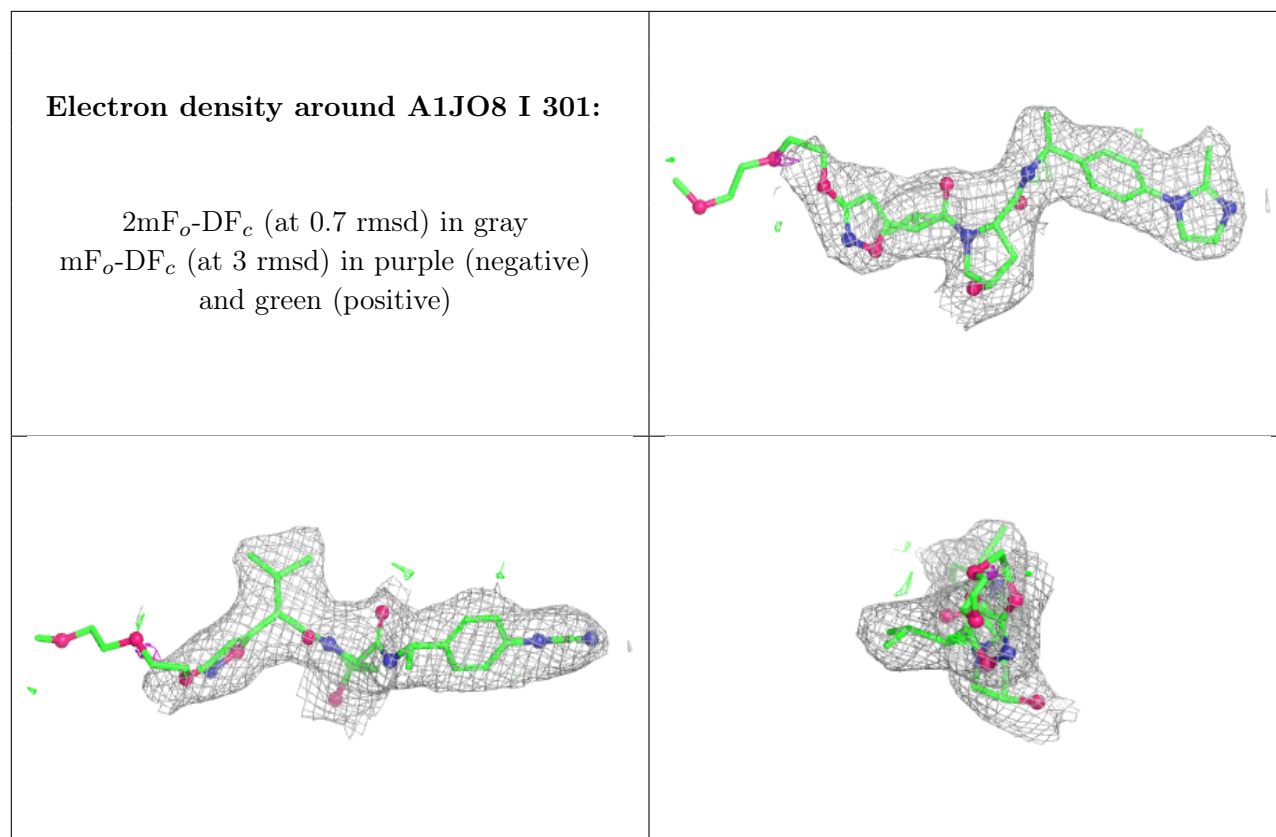 Electron density around A1JO8 I 301:
2mFo-DFc (at 0.7 rmsd) in gray
mFo-DFc (at 3 rmsd) in purple (negative)
and green (positive)